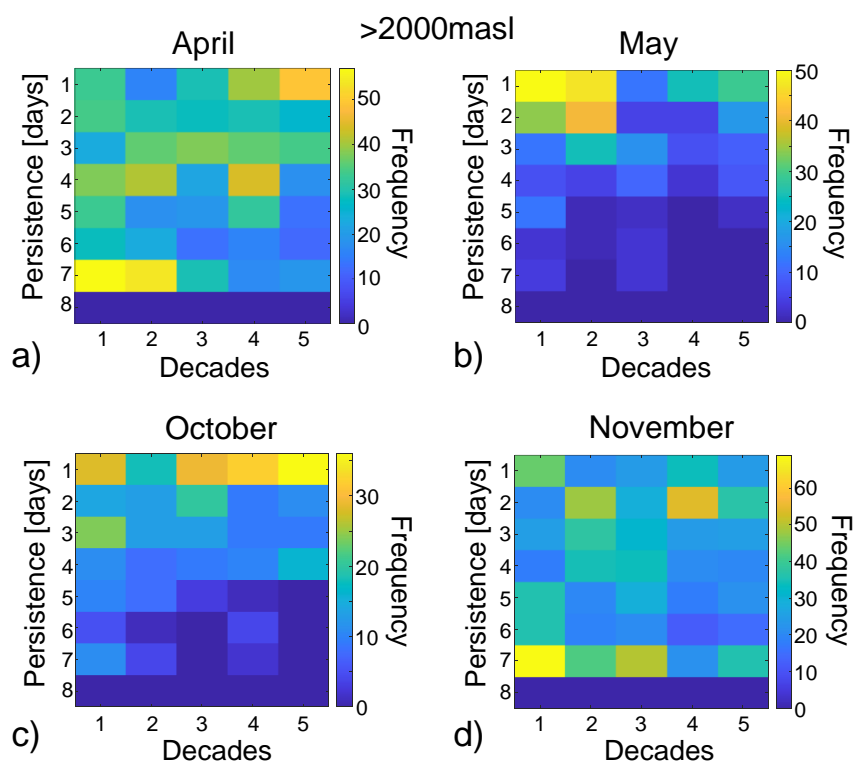 >2000masl
April
Persistence [days]
1
2
3
4
5
6
7
8
1 2 3 4 5
Decades
50
40
30
20
10
0
Frequency
a)
May
Persistence [days]
1
2
3
4
5
6
7
8
1 2 3 4 5
Decades
50
40
30
20
10
0
Frequency
b)
October
Persistence [days]
1
2
3
4
5
6
7
8
1 2 3 4 5
Decades
30
20
10
0
Frequency
c)
November
Persistence [days]
1
2
3
4
5
6
7
8
1 2 3 4 5
Decades
60
50
40
30
20
10
0
Frequency
d)